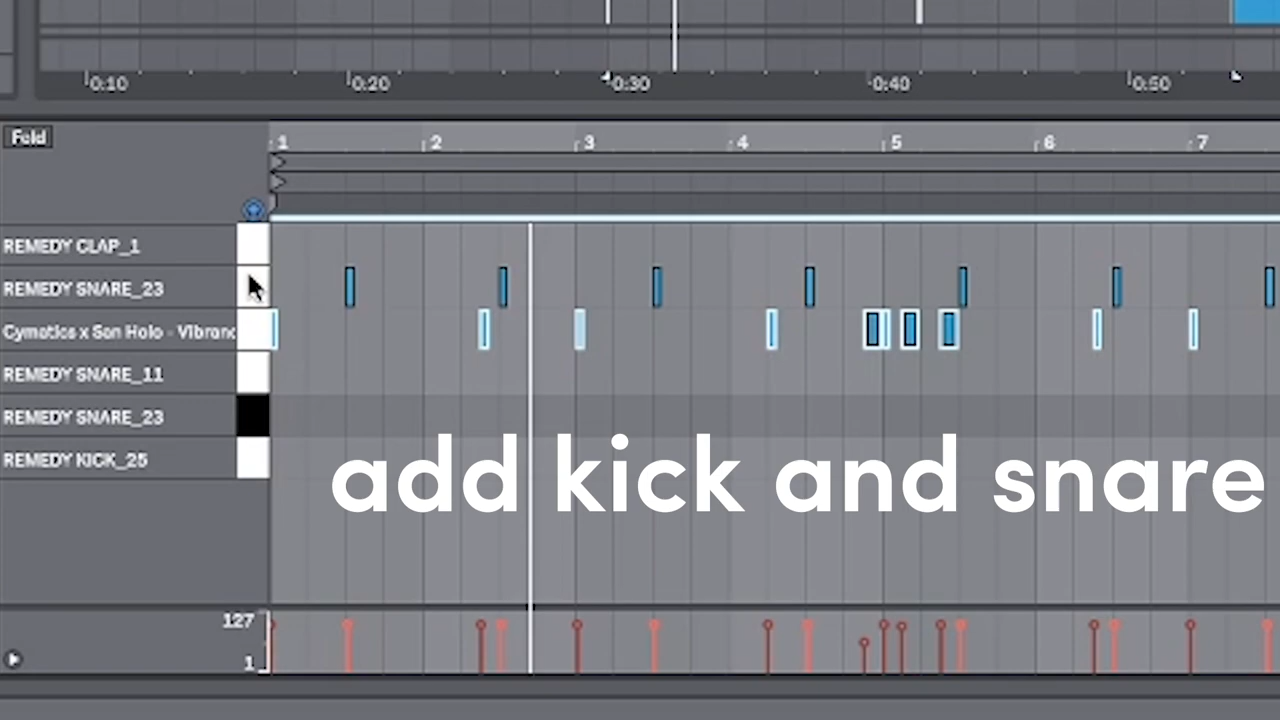 0:10 0:20 0:30 0:40 0:50
Fold
1 2 3 4 5 6 7
REMEDY CLAP_1
REMEDY SNARE_23
Cymatics x San Holo - Vibranc
REMEDY SNARE_11
REMEDY SNARE_23
REMEDY KICK_25
add kick and snare
127
1